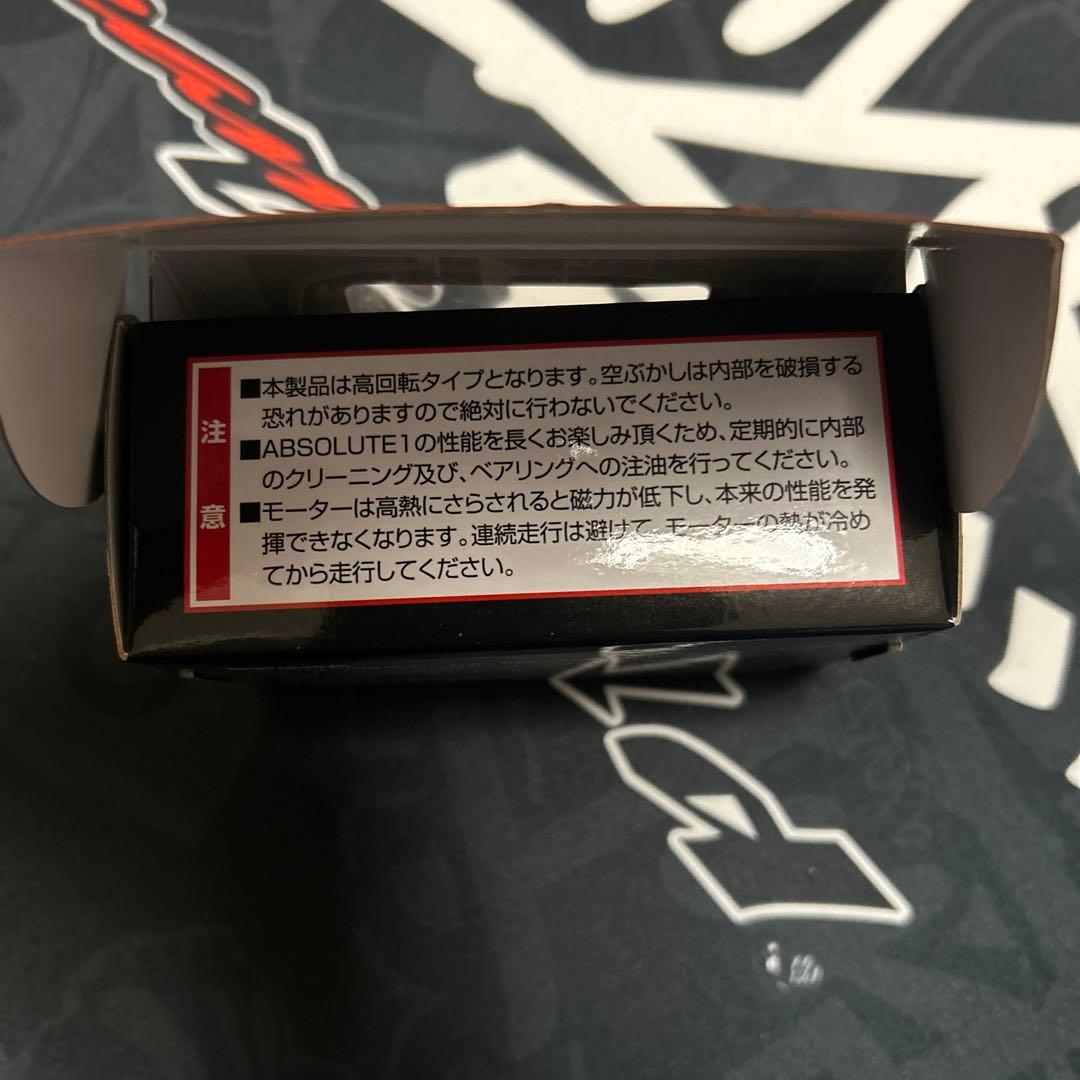 注意
■本製品は高回転タイプとなります。空ぶかしは内部を破損する
恐れがありますので絶対に行わないでください。
■ABSOLUTE1の性能を長くお楽しみ頂くため、定期的に内部
のクリーニング及び、ベアリングへの注油を行ってください。
■モーターは高熱にさらされると磁力が低下し、本来の性能を発
揮できなくなります。連続走行は避けて、モーターの熱が冷め
てから走行してください。